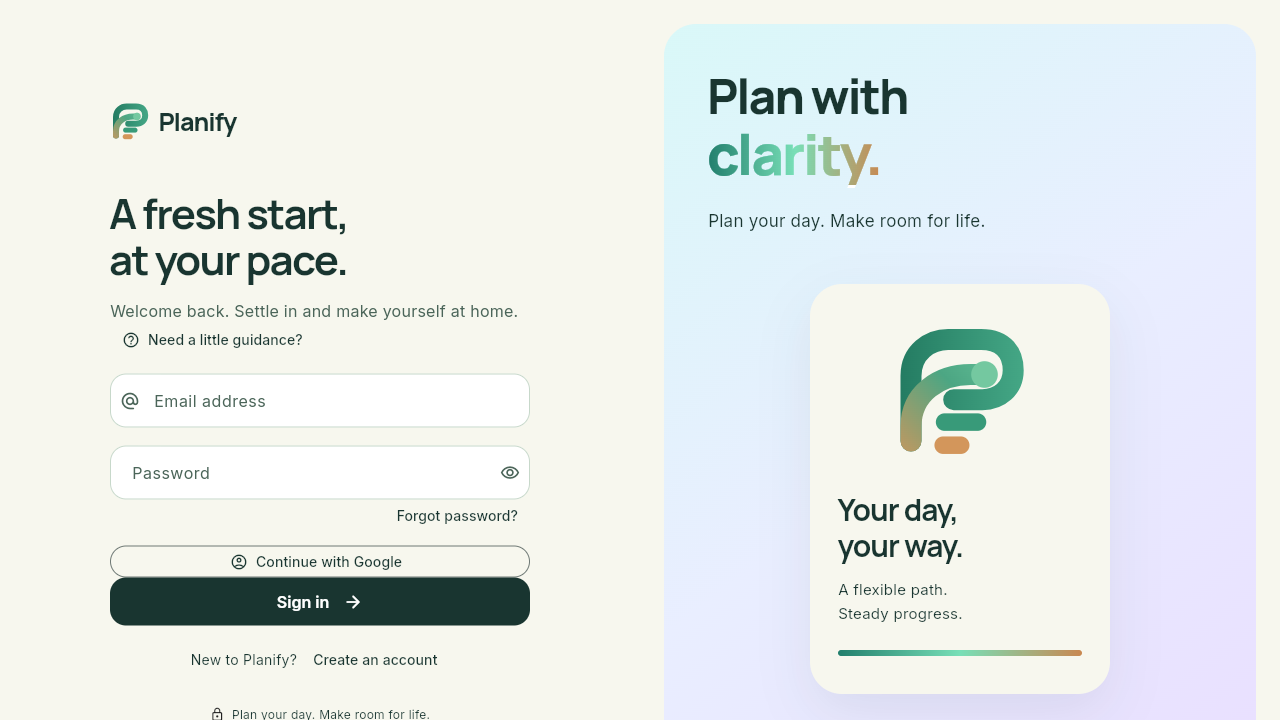 Planify
A fresh start,
at your pace.
Welcome back. Settle in and make yourself at home.
Need a little guidance?
Email address
Password
Forgot password?
Continue with Google
Sign in
New to Planify? Create an account
Plan your day. Make room for life.
Plan with
clarity.
Plan your day. Make room for life.
Your day,
your way.
A flexible path.
Steady progress.